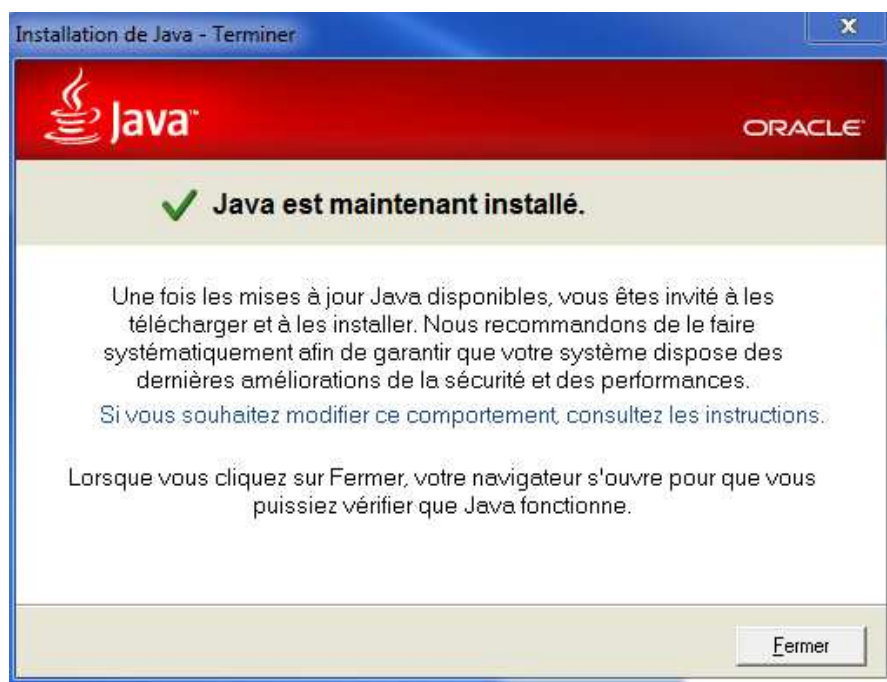 Installation de Java - Terminer
Java™
ORACLE
Java est maintenant installé.
Une fois les mises à jour Java disponibles, vous êtes invité à les
télécharger et à les installer. Nous recommandons de le faire
systématiquement afin de garantir que votre système dispose des
dernières améliorations de la sécurité et des performances.
Si vous souhaitez modifier ce comportement, consultez les instructions.
Lorsque vous cliquez sur Fermer, votre navigateur s'ouvre pour que vous
puissiez vérifier que Java fonctionne.
Fermer